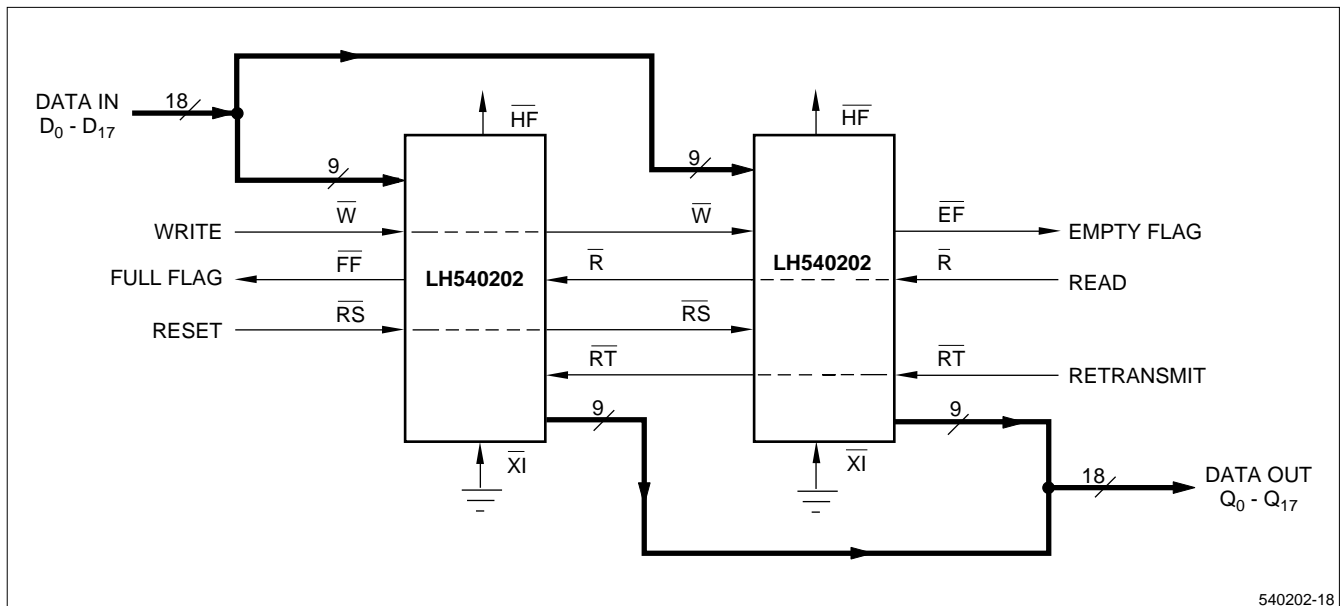 HF
HF
DATA IN
D0 - D17
18
9
9
WRITE
W
W
EF
EMPTY FLAG
FULL FLAG
FF
LH540202
R
LH540202
R
READ
RESET
RS
RS
RT
RT
RETRANSMIT
9
9
XI
XI
18
DATA OUT
Q0 - Q17
540202-18